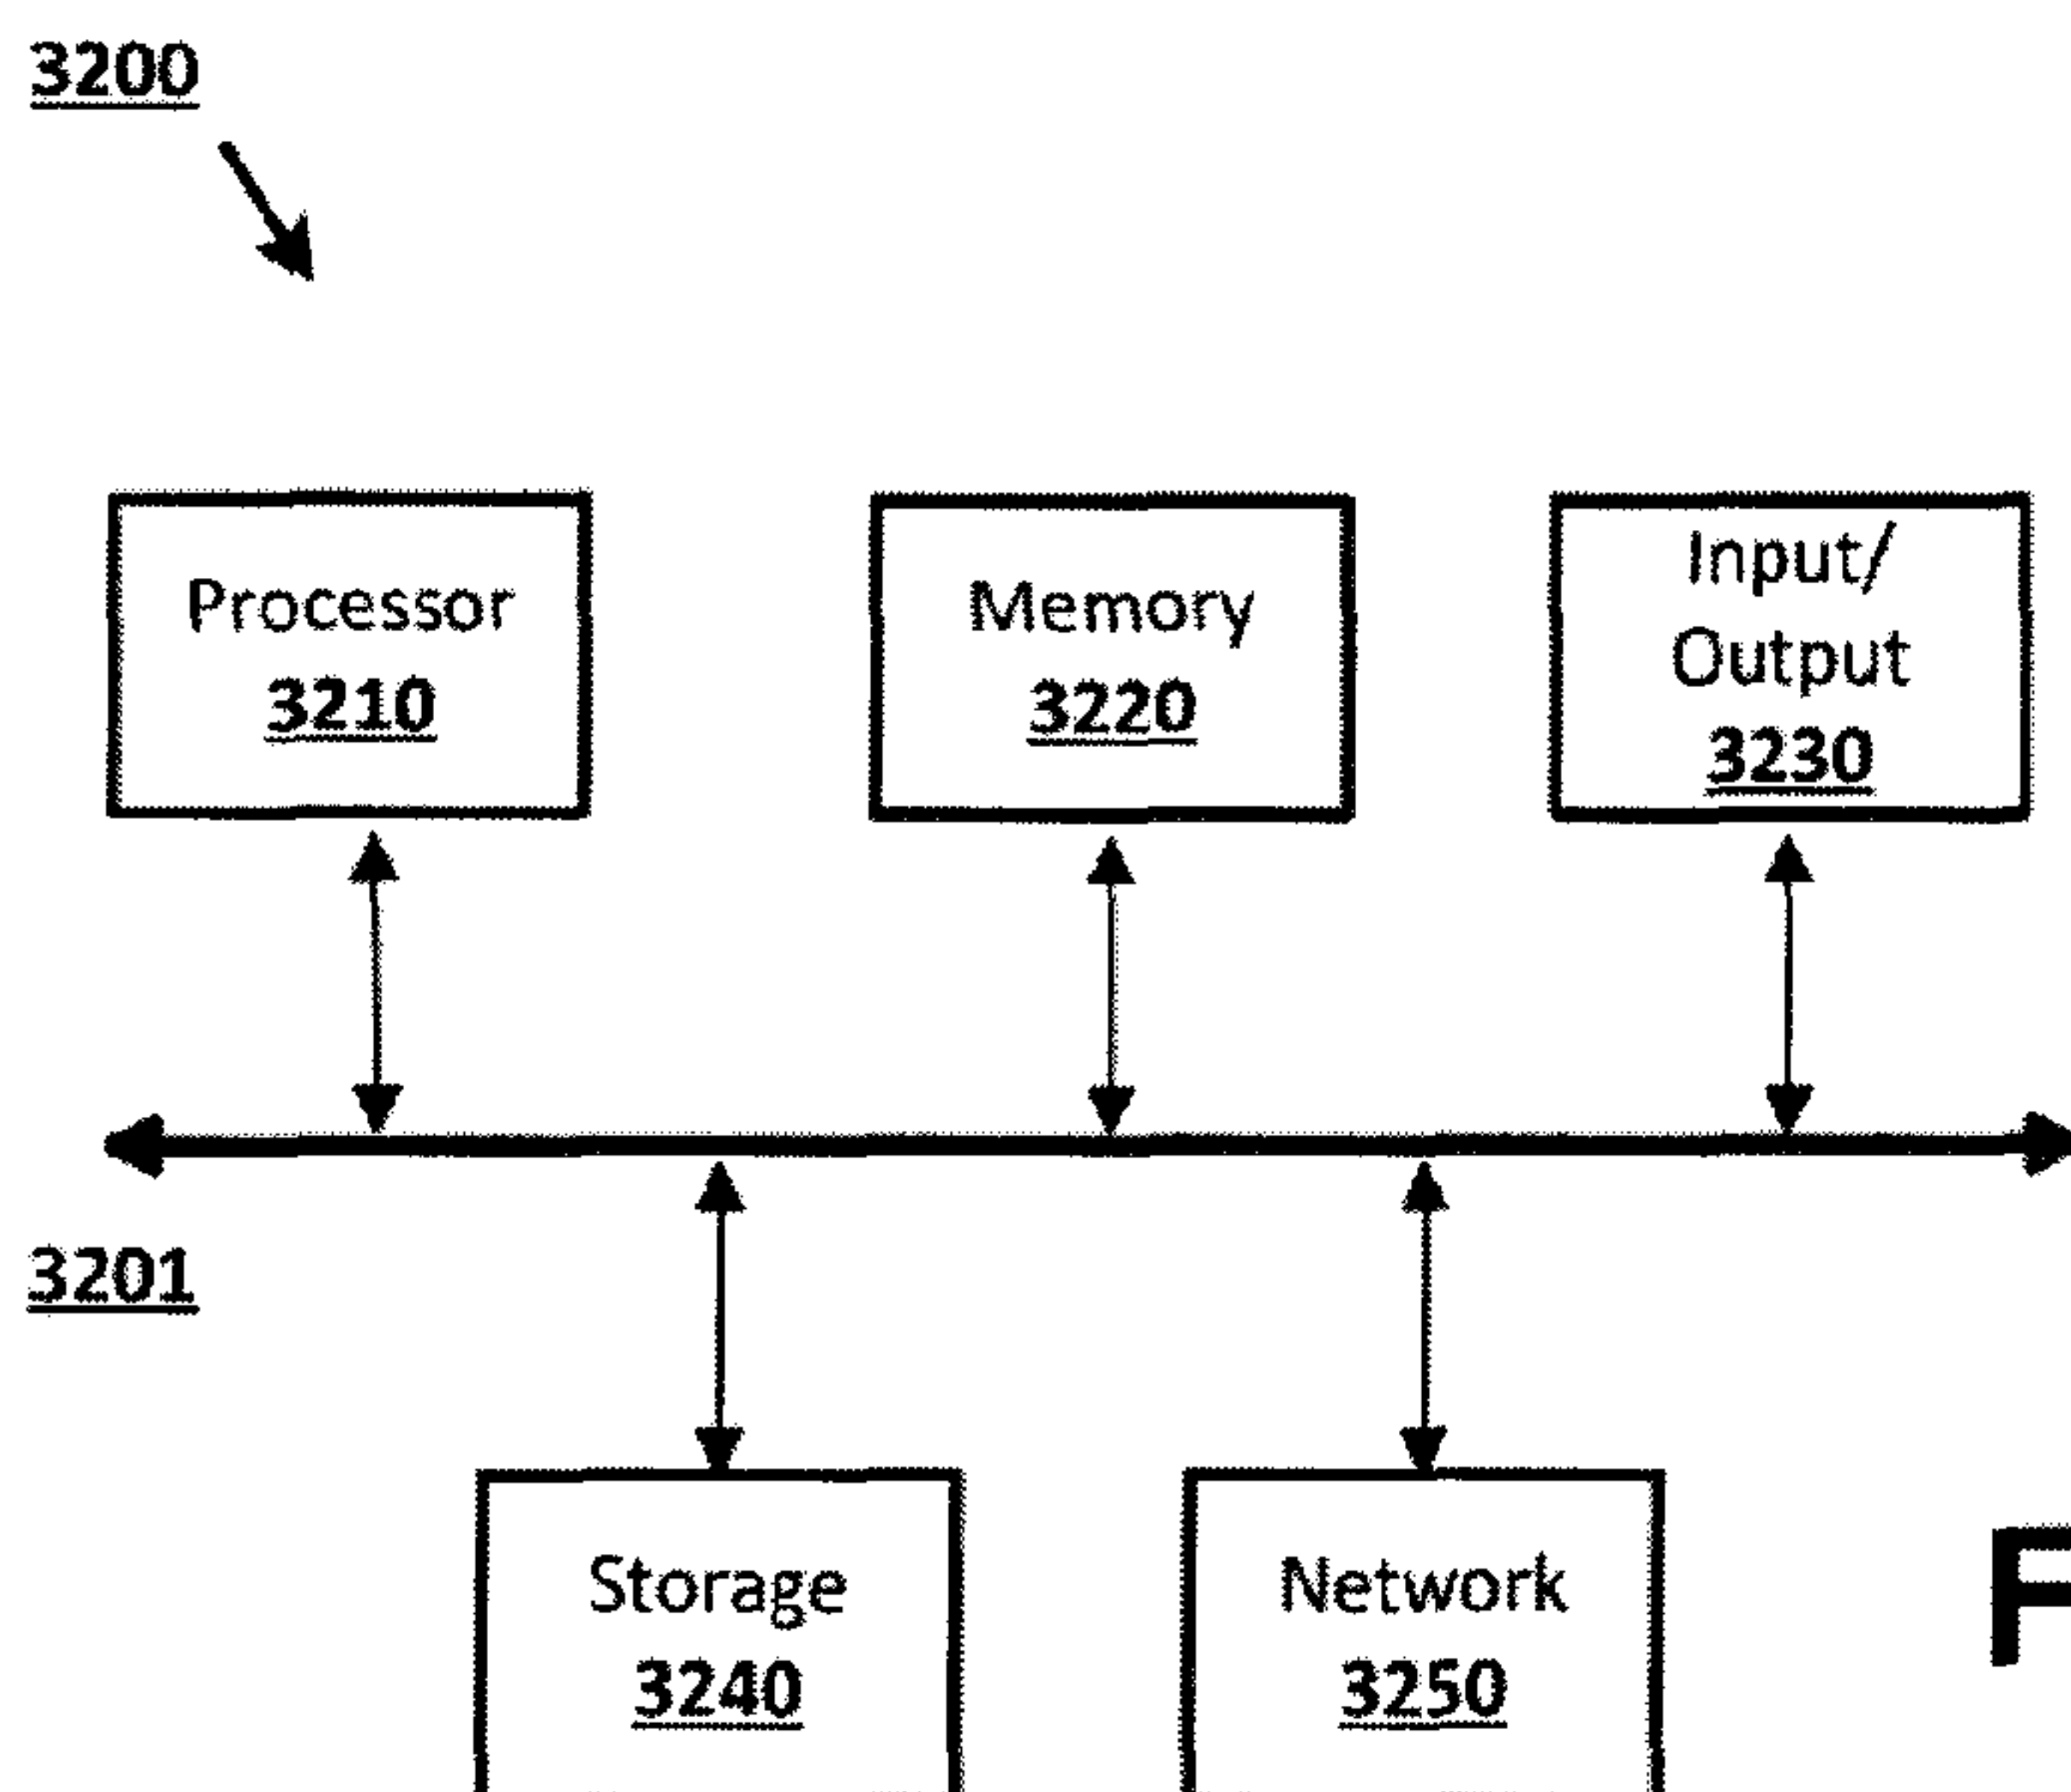 3200
Processor
3210
Memory
3220
Input/
Output
3230
3201
Storage
3240
Network
3250
F